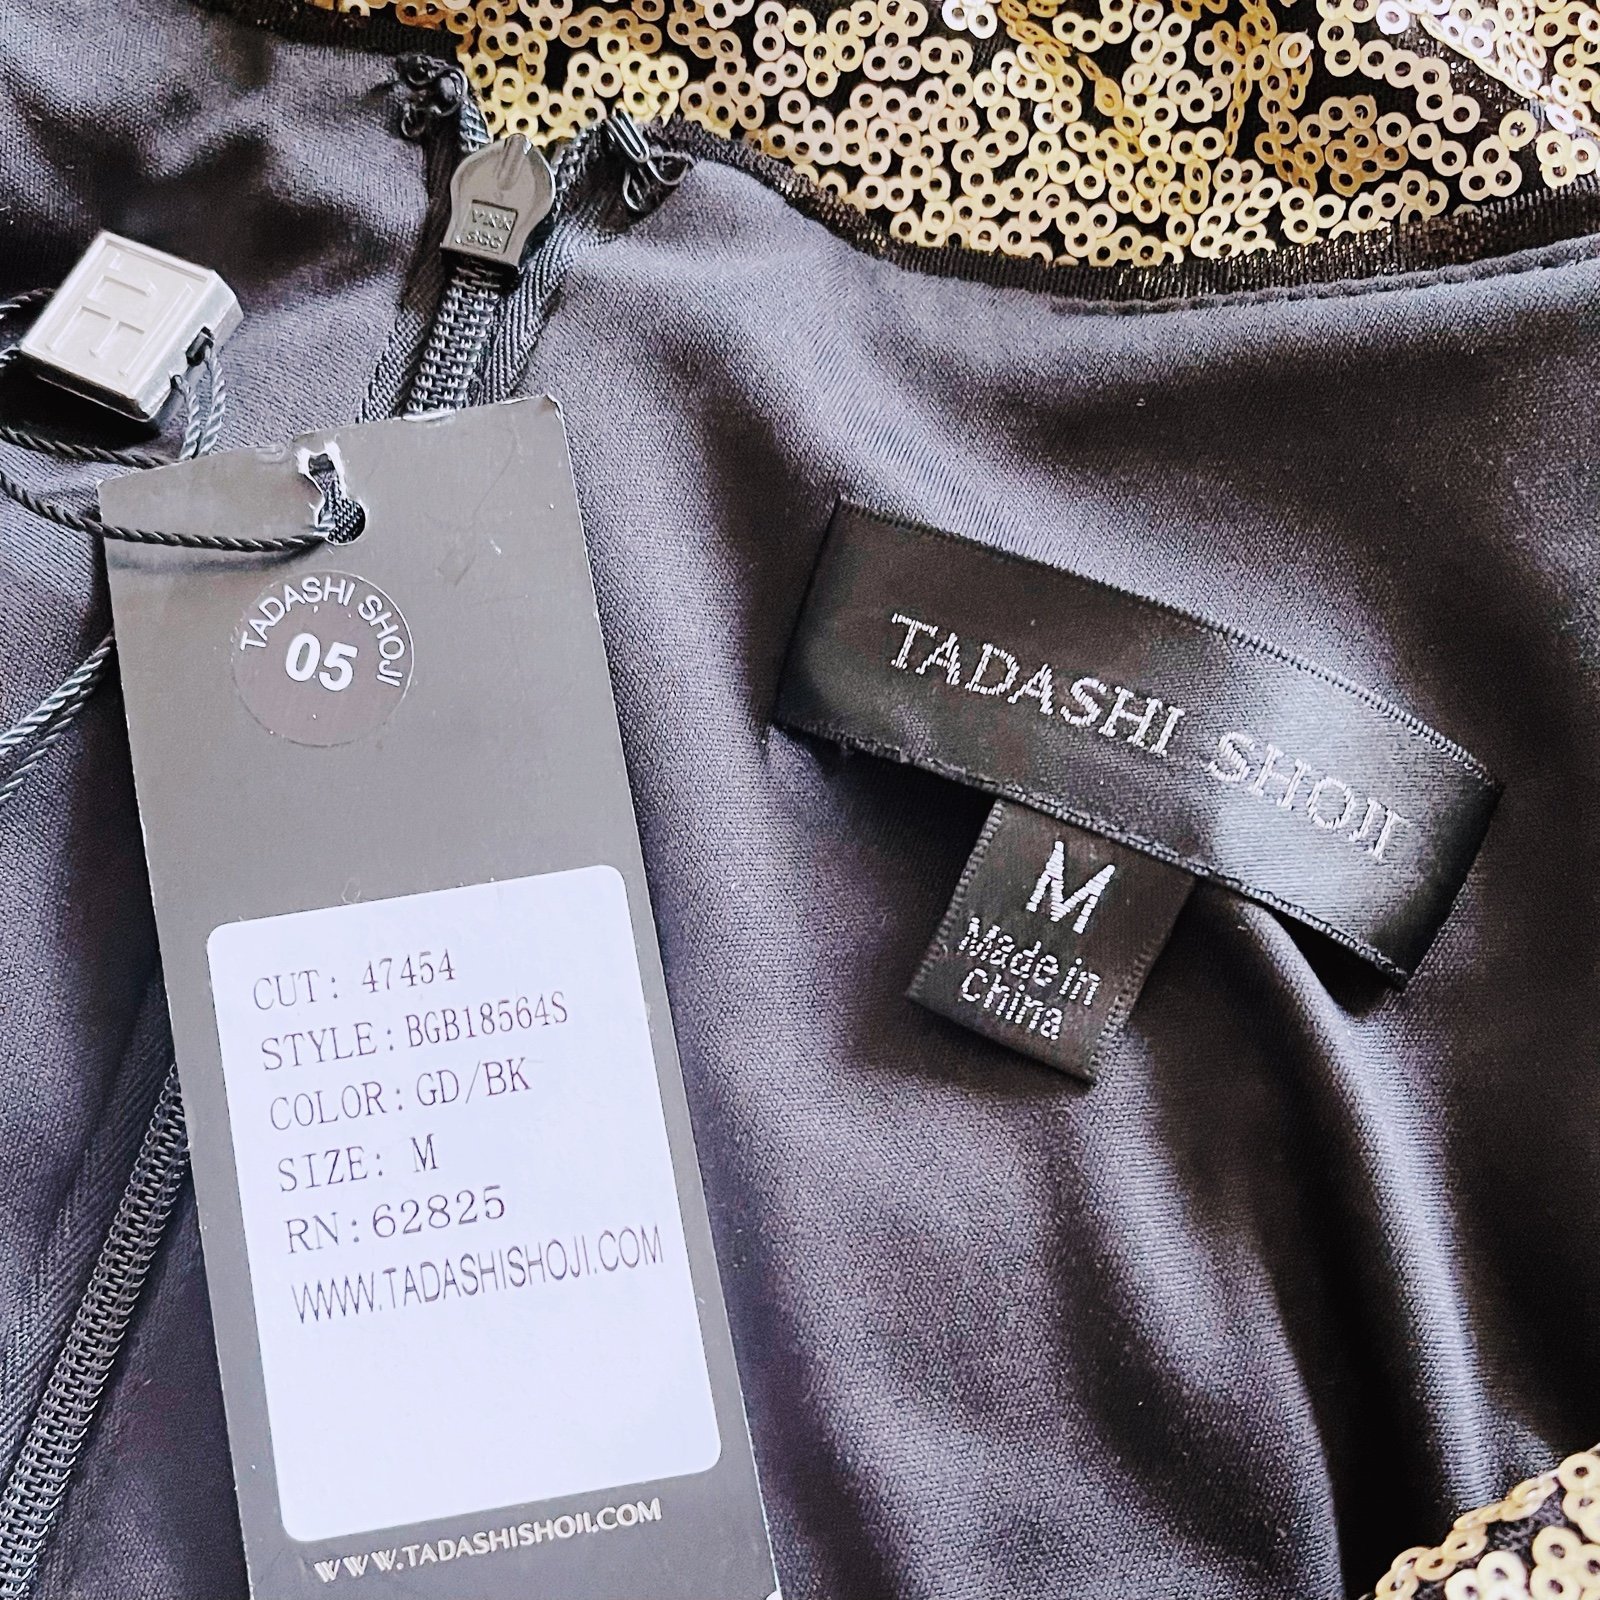 YKK
TADASHI SHOJI
05
CUT: 47454
STYLE: BGB18564S
COLOR: GD/BK
SIZE: M
RN: 62825
WWW.TADASHISHOJI.COM
WWW.TADASHISHOJI.COM
TADASHI SHOJI
M
Made in
China